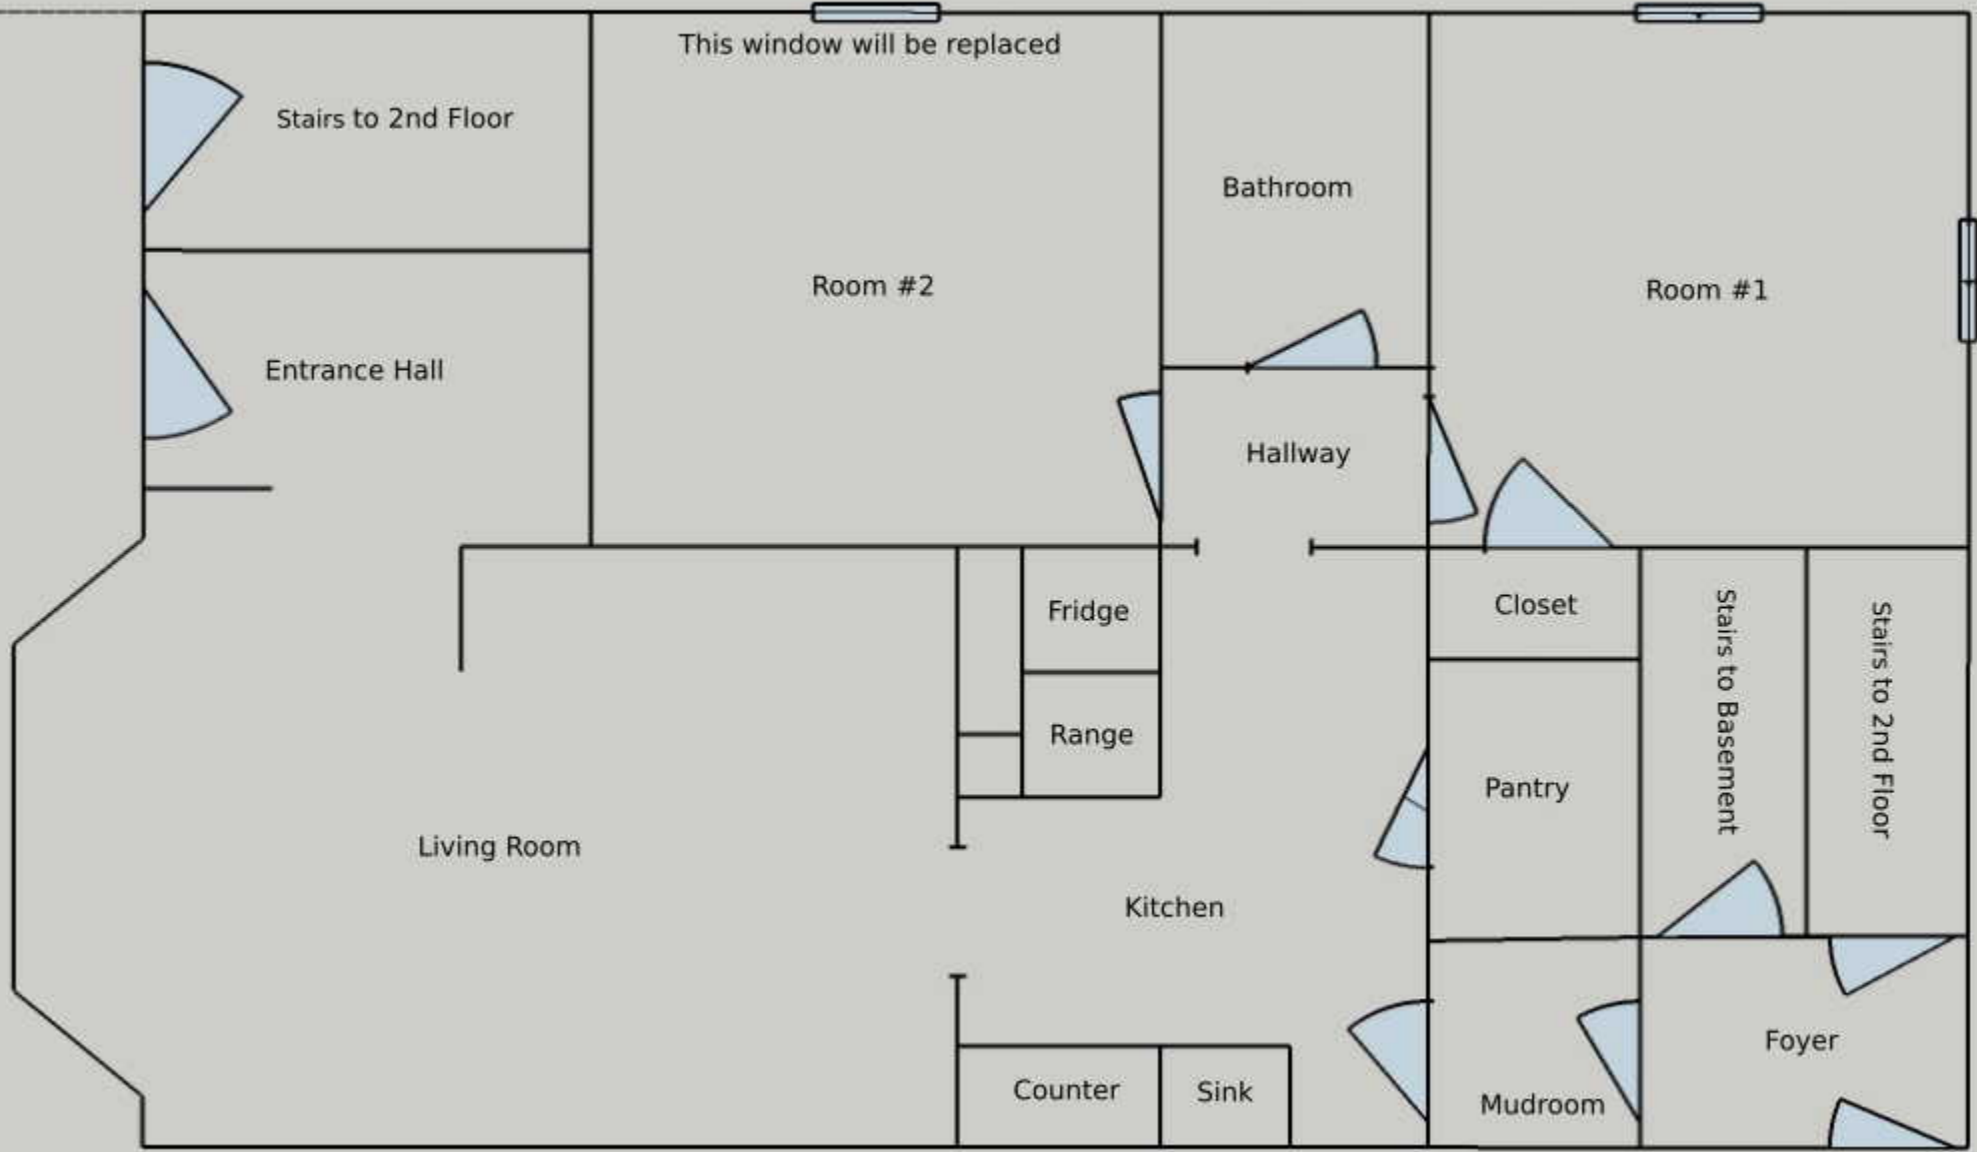 This window will be replaced
Stairs to 2nd Floor
Bathroom
Room #2
Room #1
Entrance Hall
Hallway
Fridge
Closet
Stairs to Basement
Stairs to 2nd Floor
Range
Pantry
Living Room
Kitchen
Foyer
Counter
Sink
Mudroom